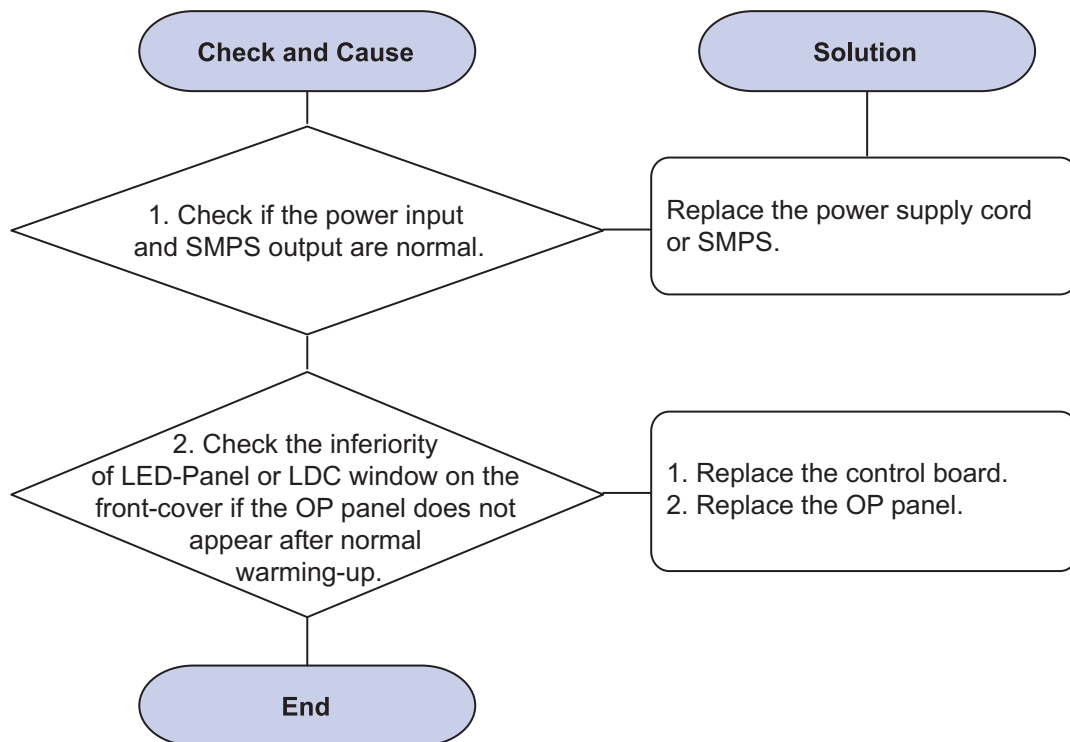 Check and Cause
Solution
1. Check if the power input
and SMPS output are normal.
Replace the power supply cord
or SMPS.
2. Check the inferiority
of LED-Panel or LDC window on the
front-cover if the OP panel does not
appear after normal
warming-up.
1. Replace the control board.
2. Replace the OP panel.
End